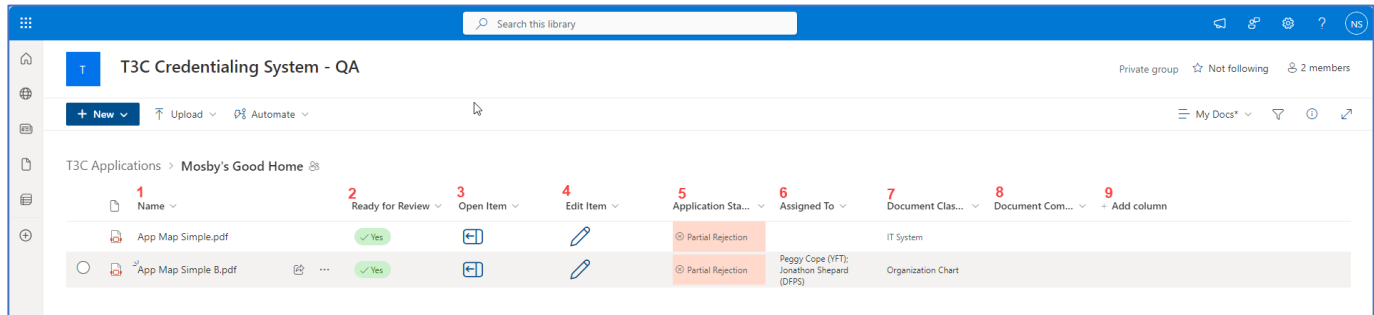 Search this library
? NS
T T3C Credentialing System - QA
Private group Not following 2 members
+ New Upload Automate My Docs*
T3C Applications > Mosby's Good Home
1 2 3 4 5 6 7 8 9
Name Ready for Review Open Item Edit Item Application Sta... Assigned To Document Clas... Document Com... + Add column
App Map Simple.pdf Yes Partial Rejection IT System
App Map Simple B.pdf ... Yes Partial Rejection Peggy Cope (YFT); Organization Chart
Jonathon Shepard
(DFPS)